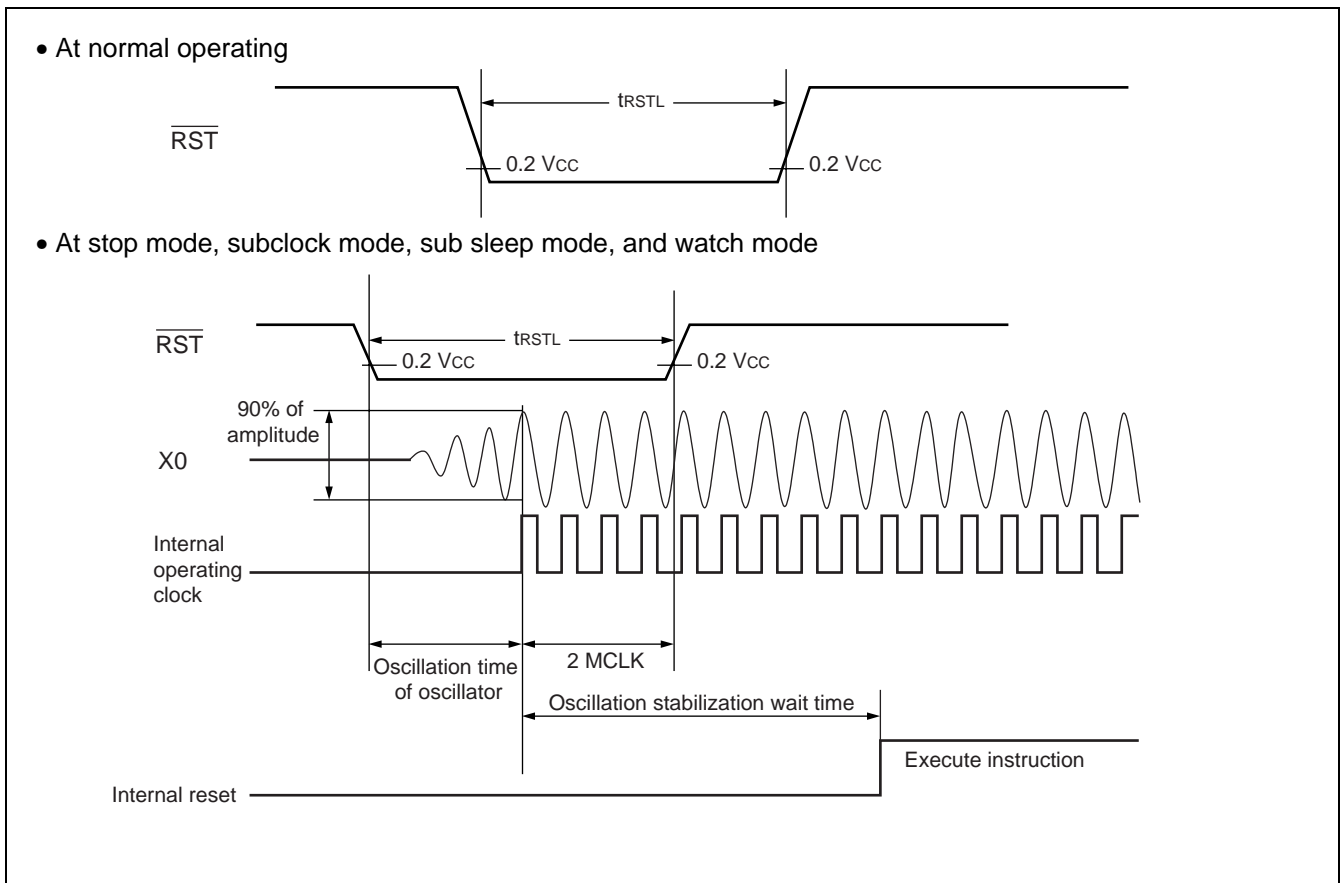 • At normal operating
tRSTL
RST
0.2 VCC
0.2 VCC
• At stop mode, subclock mode, sub sleep mode, and watch mode
RST
tRSTL
0.2 VCC
0.2 VCC
90% of
amplitude
X0
Internal
operating
clock
Oscillation time
of oscillator
2 MCLK
Oscillation stabilization wait time
Execute instruction
Internal reset